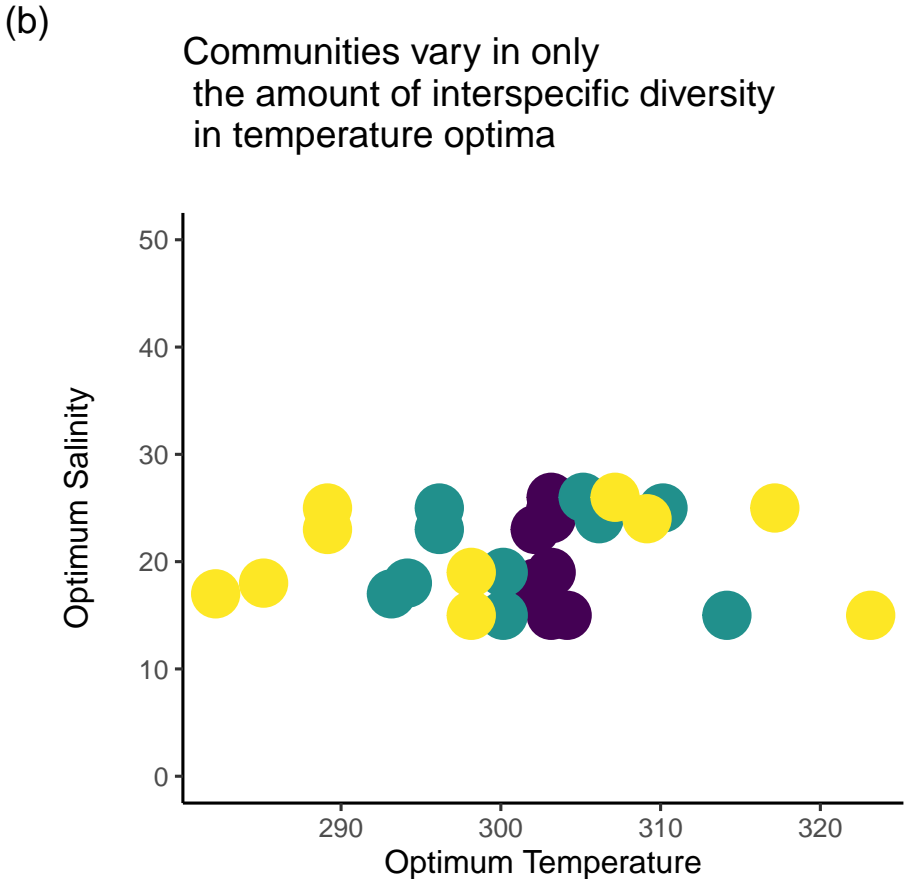 (b)
Communities vary in only
the amount of interspecific diversity
in temperature optima
50
40
30
20
10
0
Optimum Salinity
290 300 310 320
Optimum Temperature